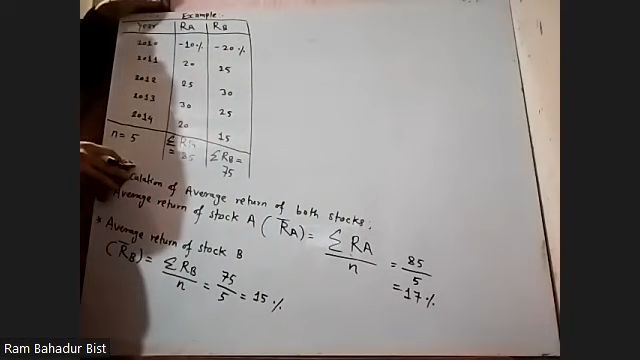 Example
Year RA RB
2010 -10% -20%
2011 20 25
2012 25 30
2013 30 25
2014 20 15
n = 5 ΣRA = 85 ΣRB = 75
Calculation of Average return of both stocks:
Average return of stock A (R̅A) = ΣRA/n = 85/5
= 17%
* Average return of stock B
(R̅B) = ΣRB/n = 75/5 = 15%
Ram Bahadur Bist